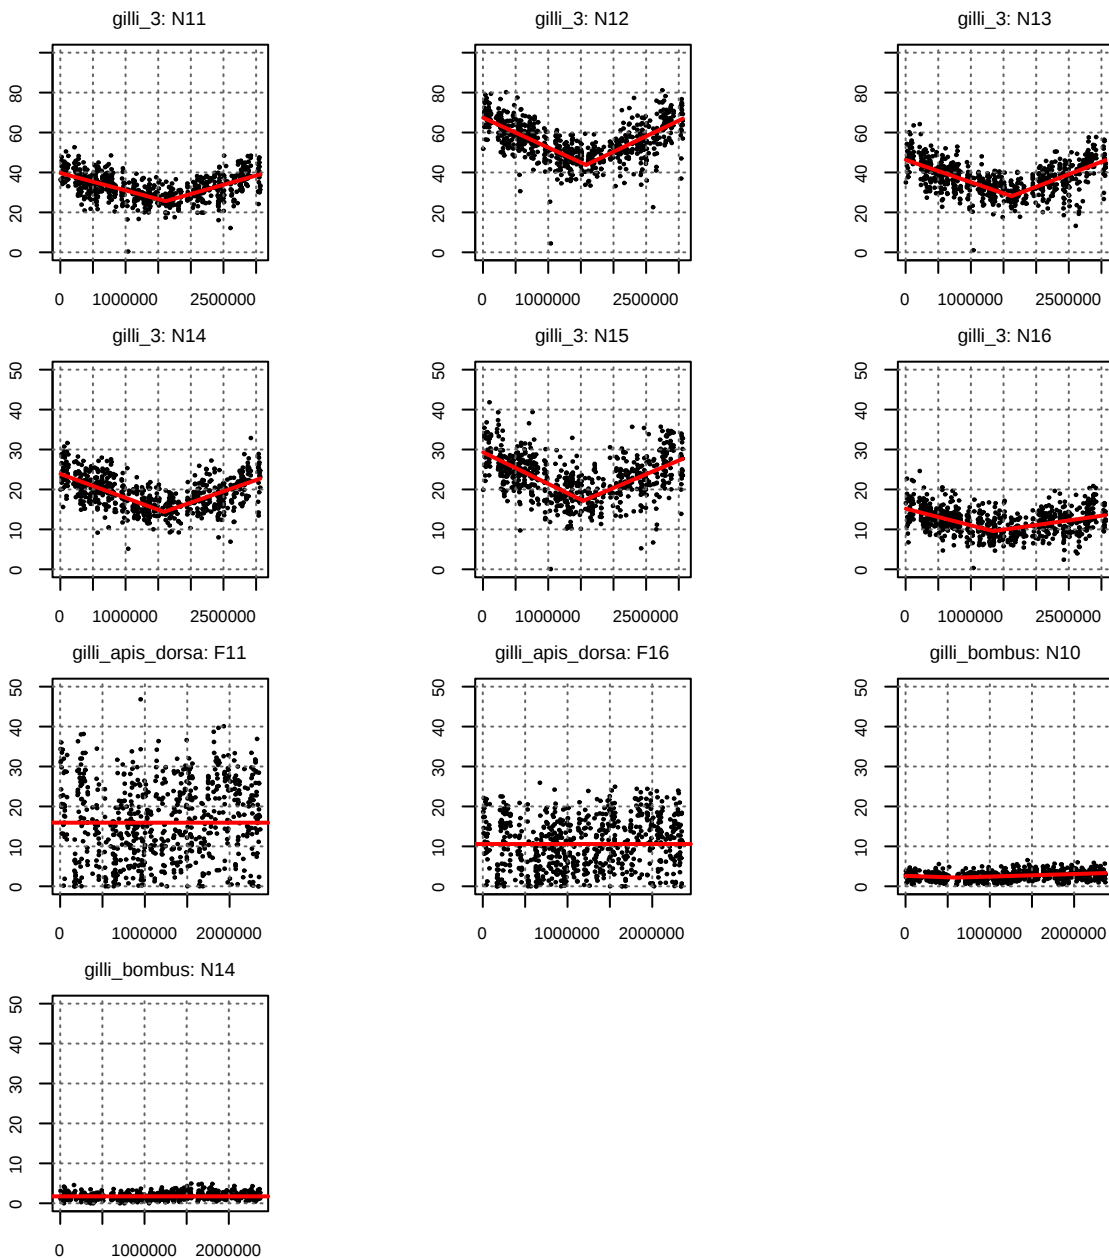 gilli_3: N11
gilli_3: N12
gilli_3: N13
0 20 40 60 80
0 20 40 60 80
0 20 40 60 80
0 1000000 2500000
0 1000000 2500000
0 1000000 2500000
gilli_3: N14
gilli_3: N15
gilli_3: N16
0 10 20 30 40 50
0 10 20 30 40 50
0 10 20 30 40 50
0 1000000 2500000
0 1000000 2500000
0 1000000 2500000
gilli_apis_dorsa: F11
gilli_apis_dorsa: F16
gilli_bombus: N10
0 10 20 30 40 50
0 10 20 30 40 50
0 10 20 30 40 50
0 1000000 2000000
0 1000000 2000000
0 1000000 2000000
gilli_bombus: N14
0 10 20 30 40 50
0 1000000 2000000